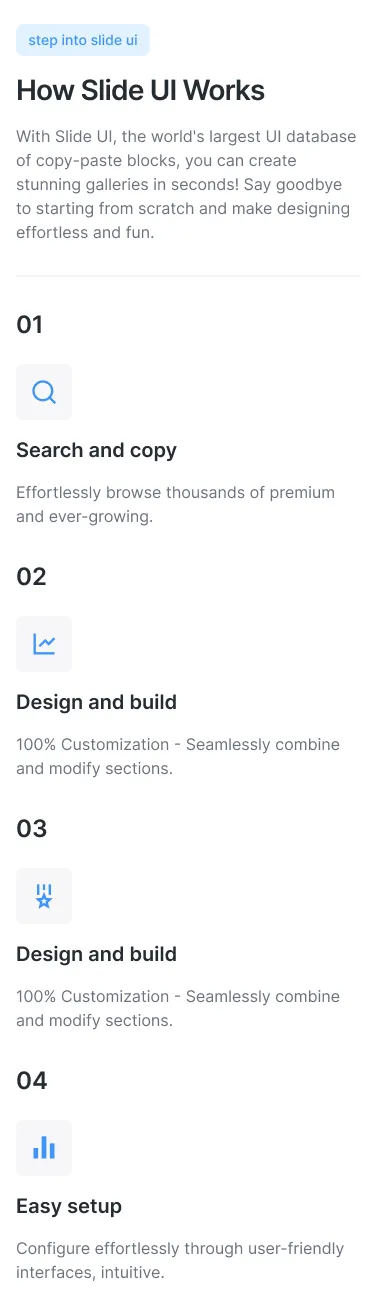 step into slide ui
How Slide UI Works
With Slide UI, the world's largest UI database
of copy-paste blocks, you can create
stunning galleries in seconds! Say goodbye
to starting from scratch and make designing
effortless and fun.
01
Search and copy
Effortlessly browse thousands of premium
and ever-growing.
02
Design and build
100% Customization - Seamlessly combine
and modify sections.
03
Design and build
100% Customization - Seamlessly combine
and modify sections.
04
Easy setup
Configure effortlessly through user-friendly
interfaces, intuitive.